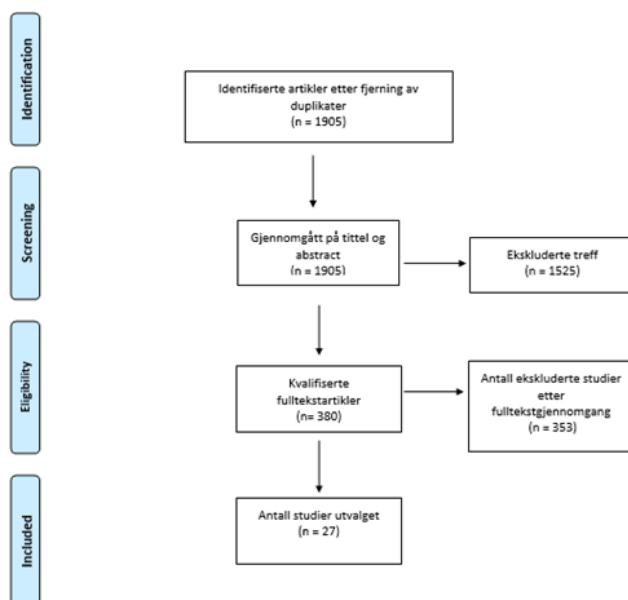 Identification
Identifiserte artikler etter fjerning av
duplikater
(n = 1905)
Screening
Gjennomgått på tittel og
abstract
(n = 1905)
Ekskluderte treff
(n = 1525)
Eligibility
Kvalifiserte
fulltekstartikler
(n= 380)
Antall ekskluderte studier
etter
fulltekstgjennomgang
(n = 353)
Included
Antall studier utvalget
(n = 27)